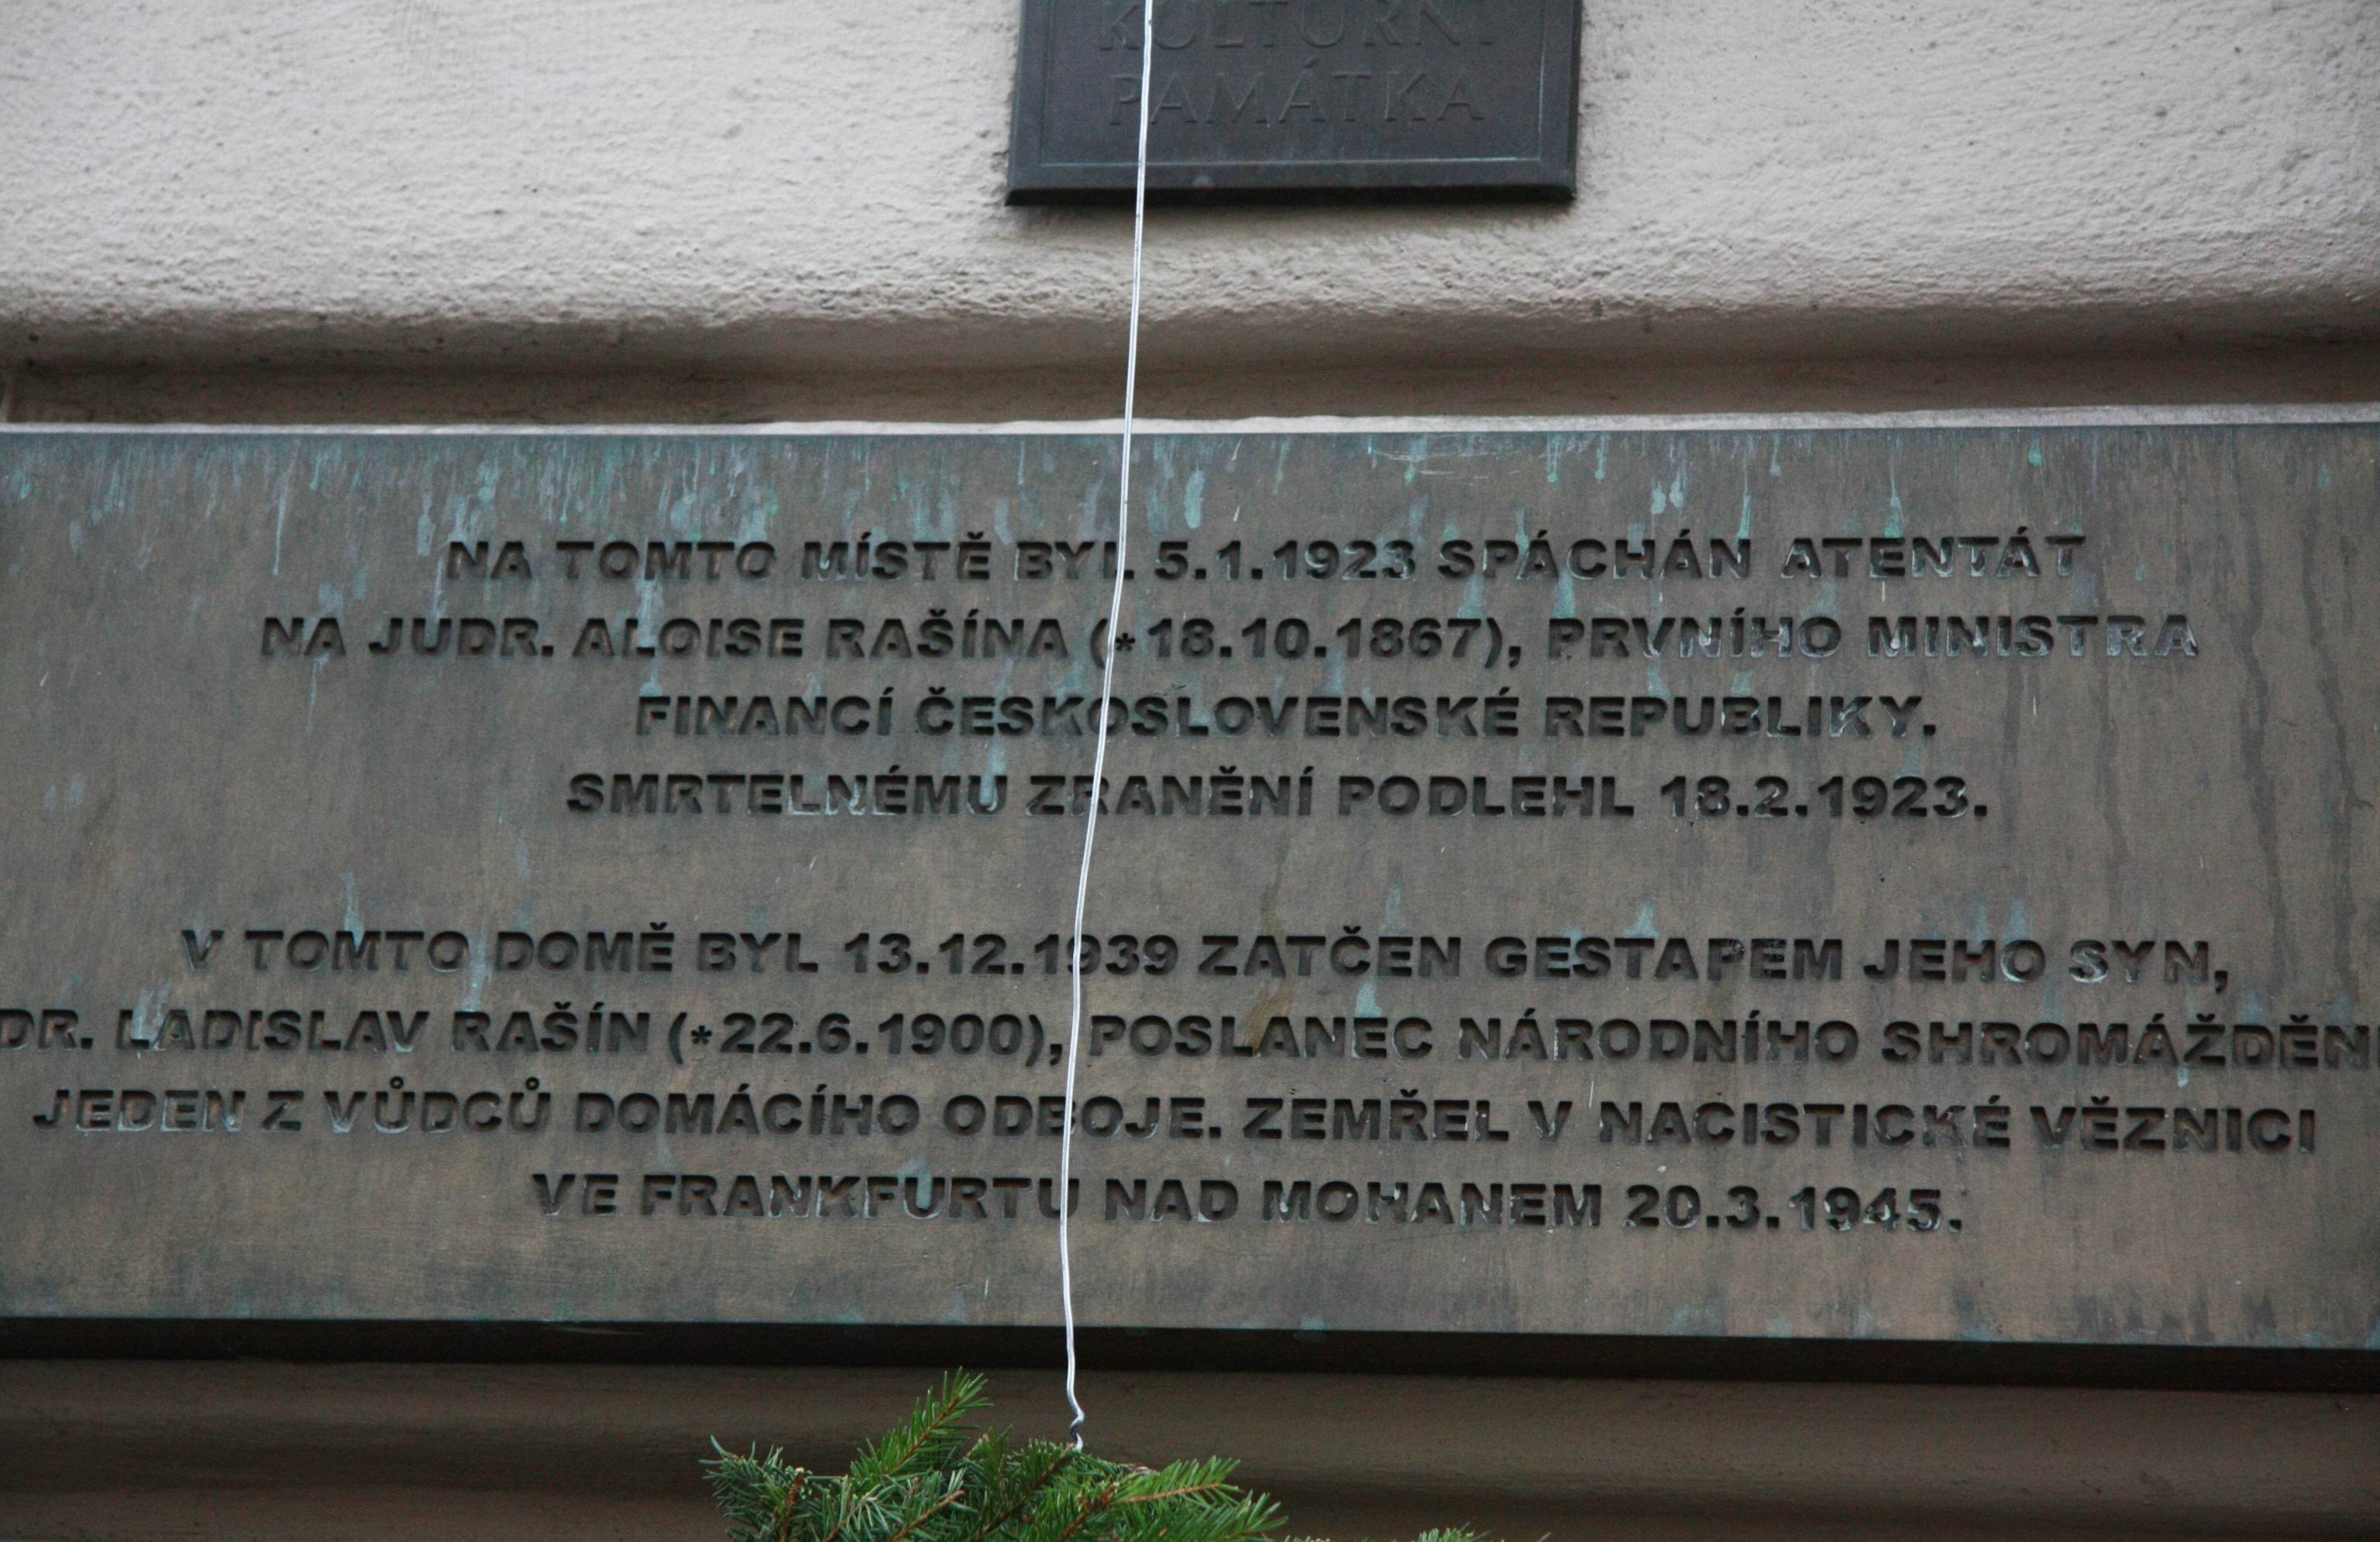 KULTURNÍ
PAMÁTKA
NA TOMTO MÍSTĚ BYL 5.1.1923 SPÁCHÁN ATENTÁT
NA JUDR. ALOISE RAŠÍNA (*18.10.1867), PRVNÍHO MINISTRA
FINANCÍ ČESKOSLOVENSKÉ REPUBLIKY.
SMRTELNÉMU ZRANĚNÍ PODLEHL 18.2.1923.
V TOMTO DOMĚ BYL 13.12.1939 ZATČEN GESTAPEM JEHO SYN,
DR. LADISLAV RAŠÍN (*22.6.1900), POSLANEC NÁRODNÍHO SHROMÁŽDĚNÍ
JEDEN Z VŮDCŮ DOMÁCÍHO ODBOJE. ZEMŘEL V NACISTICKÉ VĚZNICI
VE FRANKFURTU NAD MOHANEM 20.3.1945.